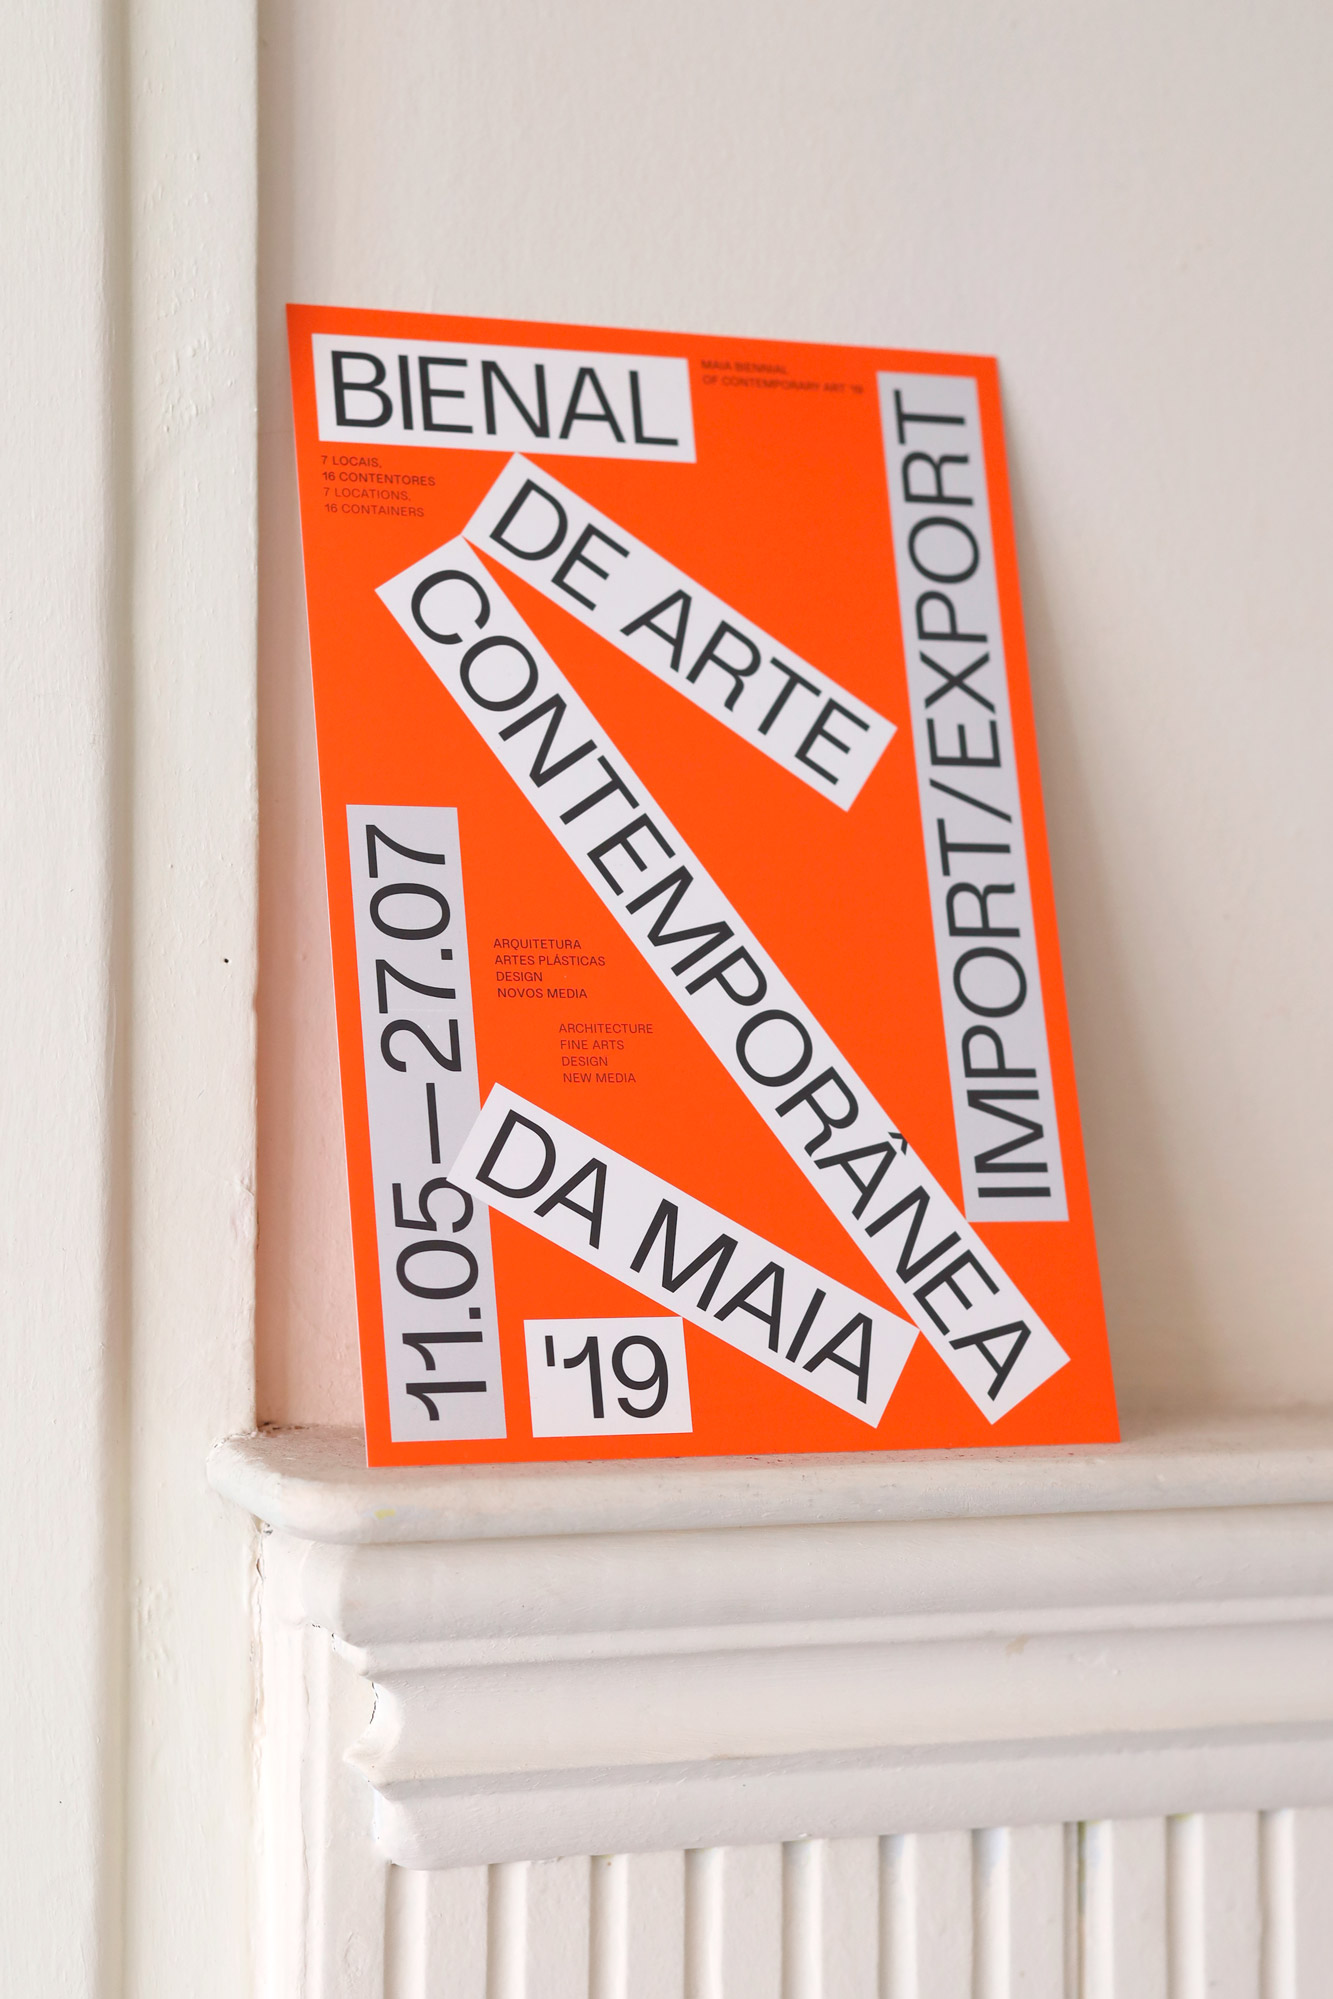 BIENAL
MAIA BIENNIAL
OF CONTEMPORARY ART '19
7 LOCAIS,
16 CONTENTORES
7 LOCATIONS,
16 CONTAINERS
DE ARTE
CONTEMPORÂNEA
IMPORT/EXPORT
11.05—27.07
ARQUITETURA
ARTES PLÁSTICAS
DESIGN
NOVOS MEDIA
ARCHITECTURE
FINE ARTS
DESIGN
NEW MEDIA
DA MAIA
'19